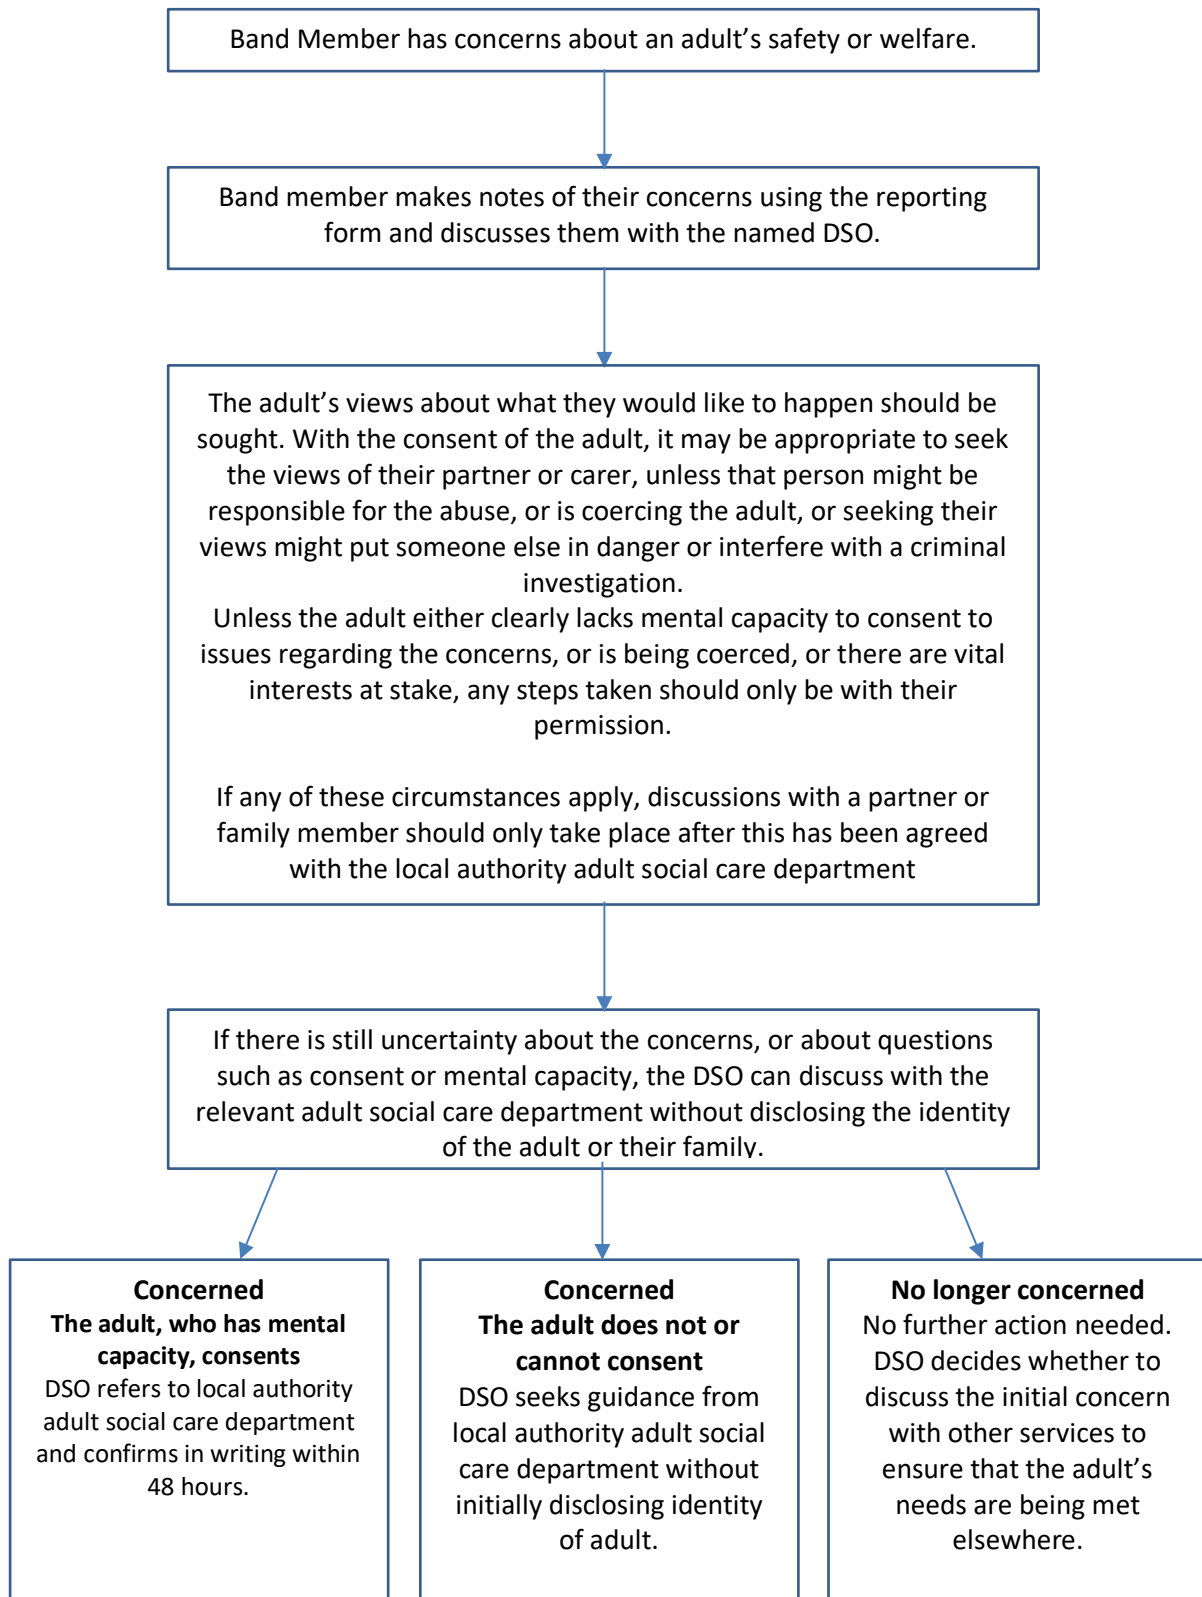 Band Member has concerns about an adult’s safety or welfare.
Band member makes notes of their concerns using the reporting
form and discusses them with the named DSO.
The adult’s views about what they would like to happen should be
sought. With the consent of the adult, it may be appropriate to seek
the views of their partner or carer, unless that person might be
responsible for the abuse, or is coercing the adult, or seeking their
views might put someone else in danger or interfere with a criminal
investigation.
Unless the adult either clearly lacks mental capacity to consent to
issues regarding the concerns, or is being coerced, or there are vital
interests at stake, any steps taken should only be with their
permission.
If any of these circumstances apply, discussions with a partner or
family member should only take place after this has been agreed
with the local authority adult social care department
If there is still uncertainty about the concerns, or about questions
such as consent or mental capacity, the DSO can discuss with the
relevant adult social care department without disclosing the identity
of the adult or their family.
Concerned
The adult, who has mental
capacity, consents
DSO refers to local authority
adult social care department
and confirms in writing within
48 hours.
Concerned
The adult does not or
cannot consent
DSO seeks guidance from
local authority adult social
care department without
initially disclosing identity
of adult.
No longer concerned
No further action needed.
DSO decides whether to
discuss the initial concern
with other services to
ensure that the adult’s
needs are being met
elsewhere.